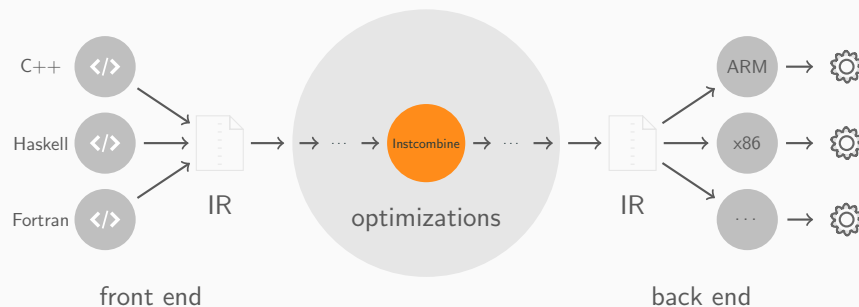 C++
</>
Haskell
</>
Fortran
</>
IR
front end
...
Instcombine
...
optimizations
IR
ARM
x86
...
back end